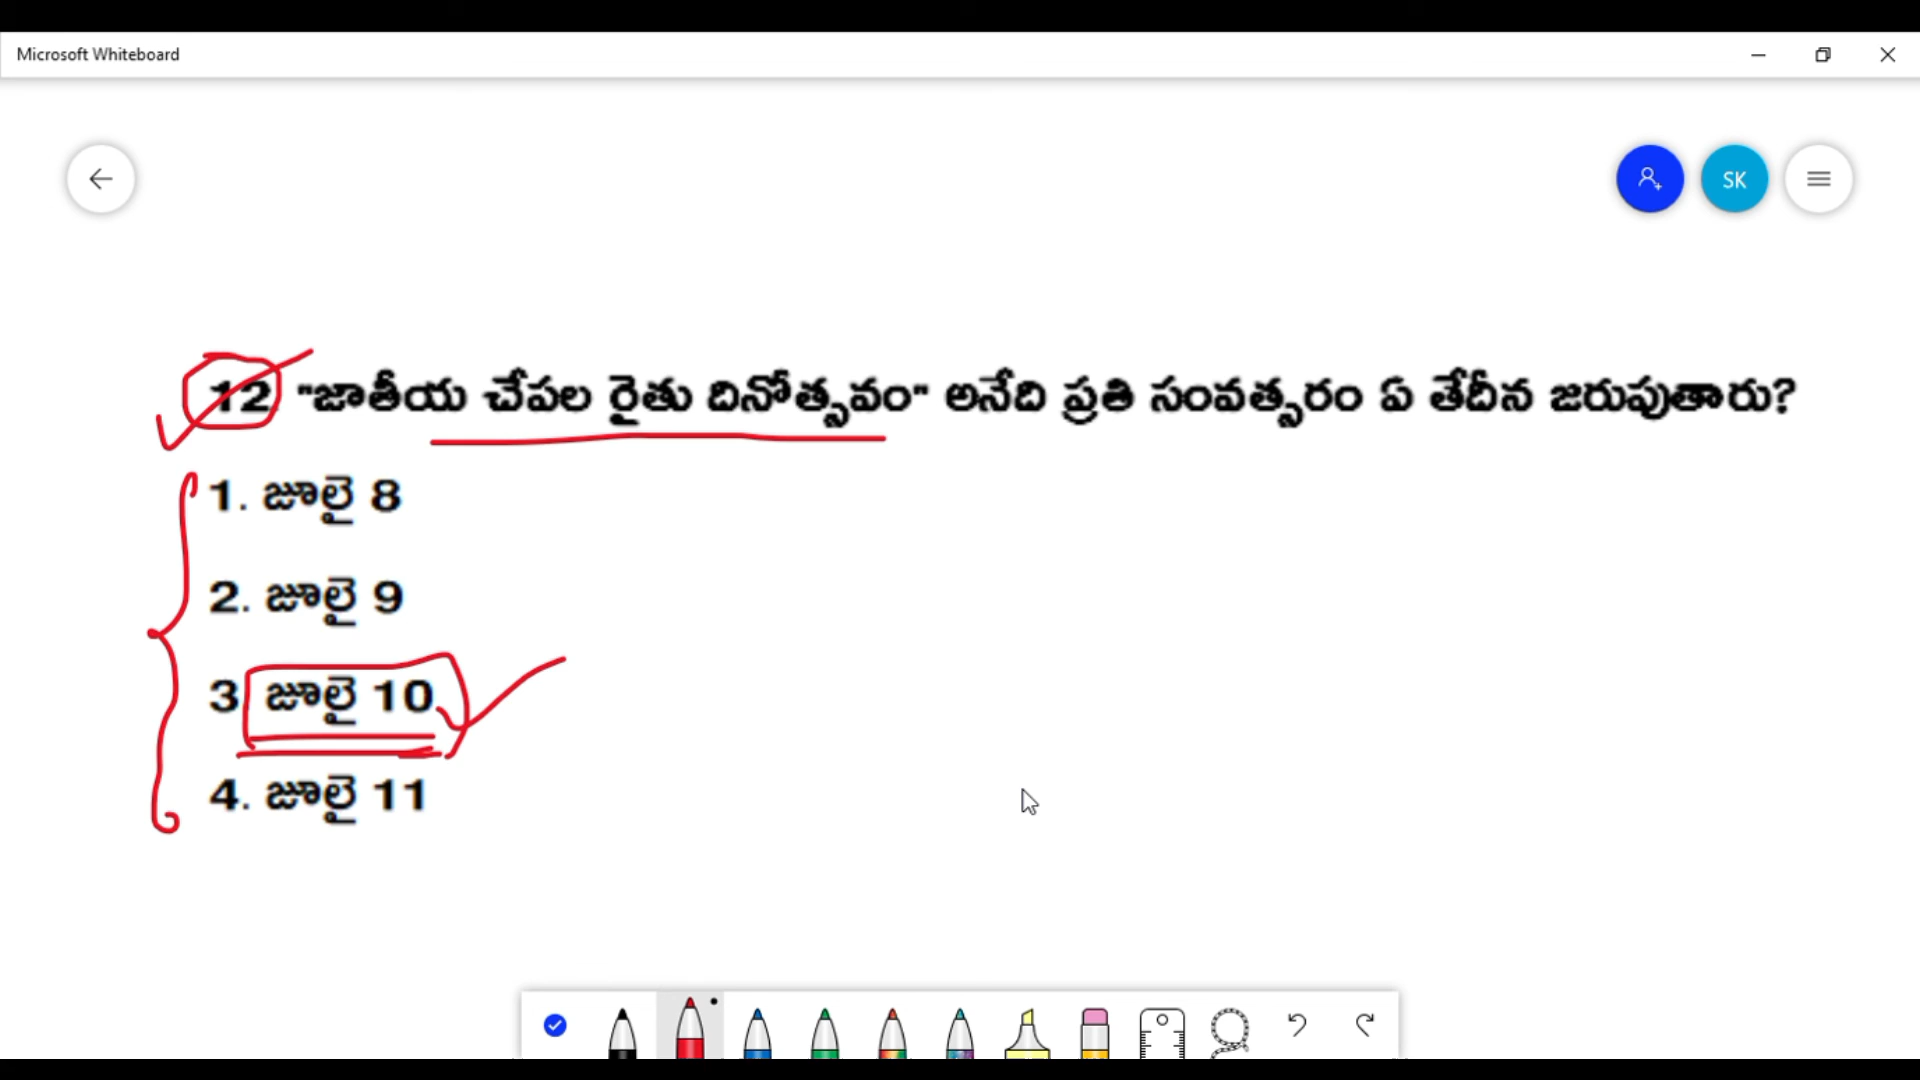 Microsoft Whiteboard
SK
12 "జాతీయ చేపల రైతు దినోత్సవం" అనేది ప్రతి సంవత్సరం ఏ తేదీన జరుపుతారు?
1. జూలై 8
2. జూలై 9
3 జూలై 10
4. జూలై 11